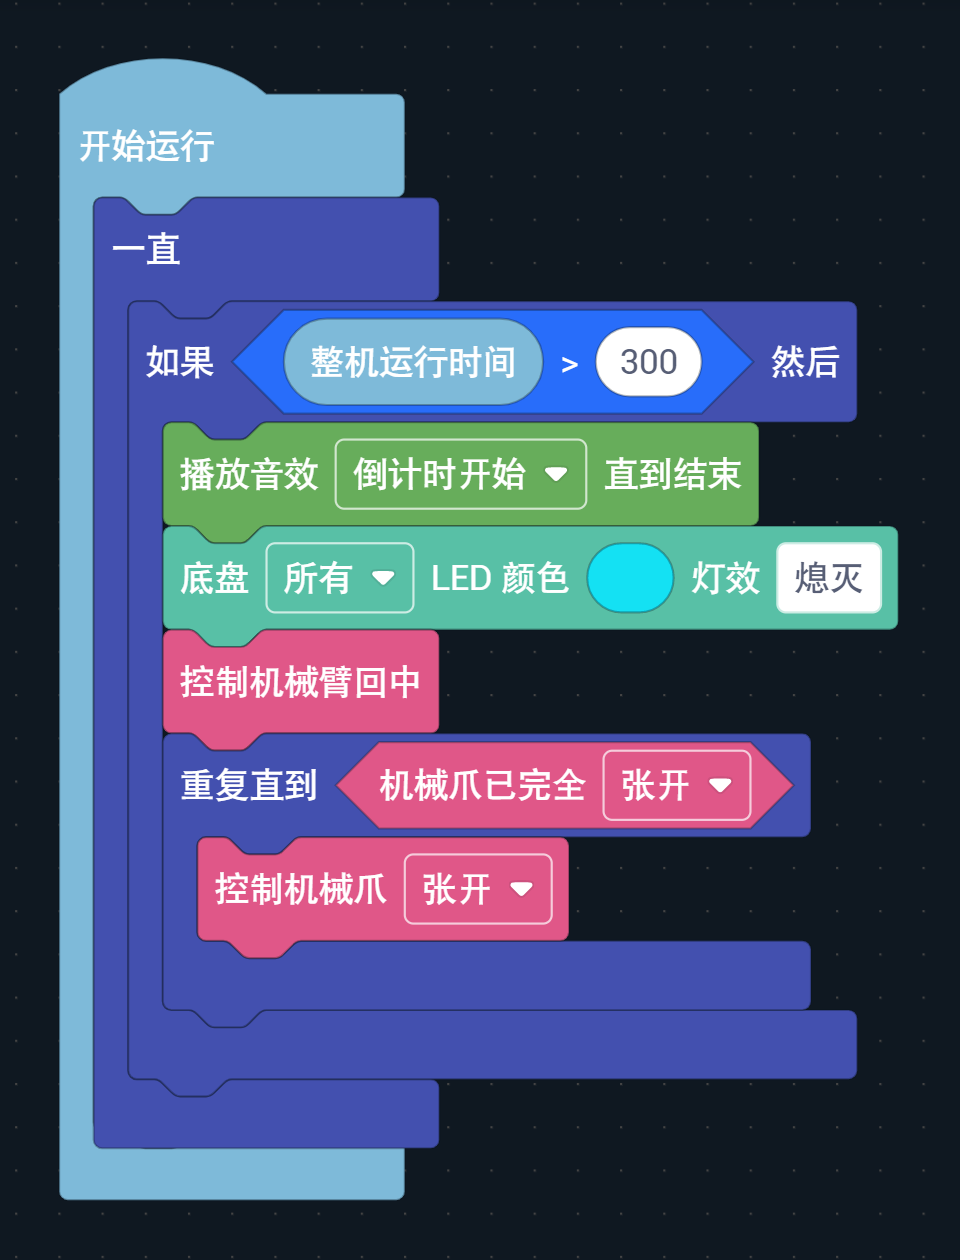 开始运行
一直
如果 整机运行时间 > 300 然后
播放音效 倒计时开始 直到结束
底盘 所有 LED 颜色 灯效 熄灭
控制机械臂回中
重复直到 机械爪已完全 张开
控制机械爪 张开